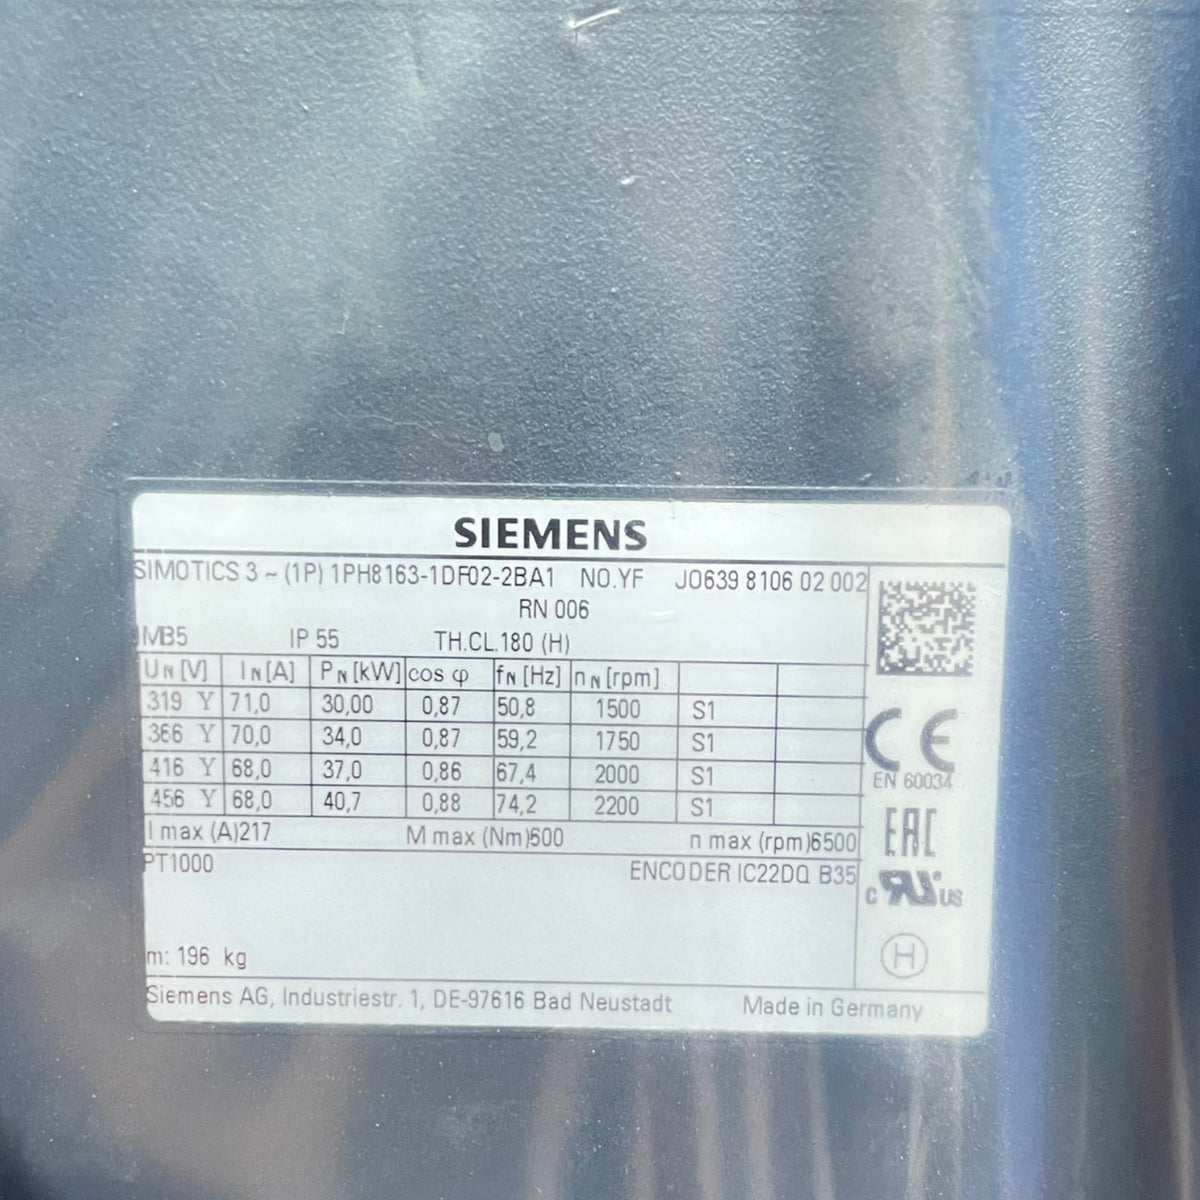 SIEMENS
SIMOTICS 3 ~ (1P) 1PH8163-1DF02-2BA1 NO.YF J0639 8106 02 002
RN 006
IMB5 IP 55 TH.CL.180 (H)
UN [V] IN [A] PN [kW] cos φ fN [Hz] nN [rpm]
319 Y 71,0 30,00 0,87 50,8 1500 S1
366 Y 70,0 34,0 0,87 59,2 1750 S1
416 Y 68,0 37,0 0,86 67,4 2000 S1
456 Y 68,0 40,7 0,88 74,2 2200 S1
I max (A)217 M max (Nm)500 n max (rpm)6500
PT1000 ENCODER IC22DQ B35
m: 196 kg
Siemens AG, Industriestr. 1, DE-97616 Bad Neustadt Made in Germany
CE
EN 60034
EAC
c RU US
H